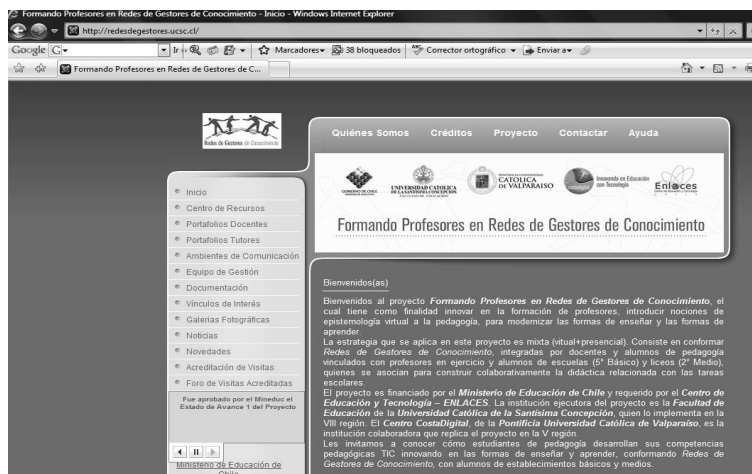 Formando Profesores en Redes de Gestores de Conocimiento - Inicio - Windows Internet Explorer
http://redesdegestores.ucsc.cl/
Google G Ir Marcadores 38 bloqueados Corrector ortográfico Enviar a
Formando Profesores en Redes de Gestores de C...
Redes de Gestores de Conocimiento
Quiénes Somos Créditos Proyecto Contactar Ayuda
GOBIERNO DE CHILE
UNIVERSIDAD CATOLICA
DE LA SANTISIMA CONCEPCION
FACULTAD DE EDUCACION
CATOLICA
DE VALPARAISO
costadigital
Innovando en Educación
con Tecnología
Enlaces
Formando Profesores en Redes de Gestores de Conocimiento
Inicio
Centro de Recursos
Portafolios Docentes
Portafolios Tutores
Ambientes de Comunicación
Equipo de Gestión
Documentación
Vínculos de Interés
Galerias Fotográficas
Noticias
Novedades
Acreditación de Visitas
Foro de Visitas Acreditadas
Fue aprobado por el Mineduc el
Estado de Avance 1 del Proyecto
Ministerio de Educación de
Chile
Bienvenidos(as)
Bienvenidos al proyecto Formando Profesores en Redes de Gestores de Conocimiento, el
cual tiene como finalidad innovar en la formación de profesores, introducir nociones de
epistemología virtual a la pedagogía, para modernizar las formas de enseñar y las formas de
aprender.
La estrategia que se aplica en este proyecto es mixta (vitual+presencial). Consiste en conformar
Redes de Gestores de Conocimiento, integradas por docentes y alumnos de pedagogía
vinculados con profesores en ejercicio y alumnos de escuelas (5° Básico) y liceos (2° Medio),
quienes se asocian para construir colaborativamente la didáctica relacionada con las tareas
escolares.
El proyecto es financiado por el Ministerio de Educación de Chile y requerido por el Centro de
Educación y Tecnología – ENLACES. La institución ejecutora del proyecto es la Facultad de
Educación de la Universidad Católica de la Santísima Concepción, quien lo implementa en la
VIII región. El Centro CostaDigital, de la Pontificia Universidad Católica de Valparaíso, es la
institución colaboradora que replica el proyecto en la V región.
Les invitamos a conocer cómo estudiantes de pedagogía desarrollan sus competencias
pedagógicas TIC innovando en las formas de enseñar y aprender, conformando Redes de
Gestores de Conocimiento, con alumnos de establecimientos básicos y medios.